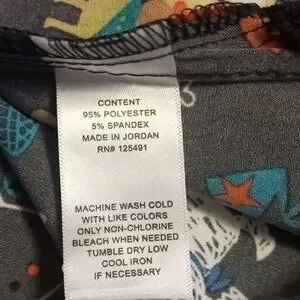 CONTENT
95% POLYESTER
5% SPANDEX
MADE IN JORDAN
RN# 125491
MACHINE WASH COLD
WITH LIKE COLORS
ONLY NON-CHLORINE
BLEACH WHEN NEEDED
TUMBLE DRY LOW
COOL IRON
IF NECESSARY